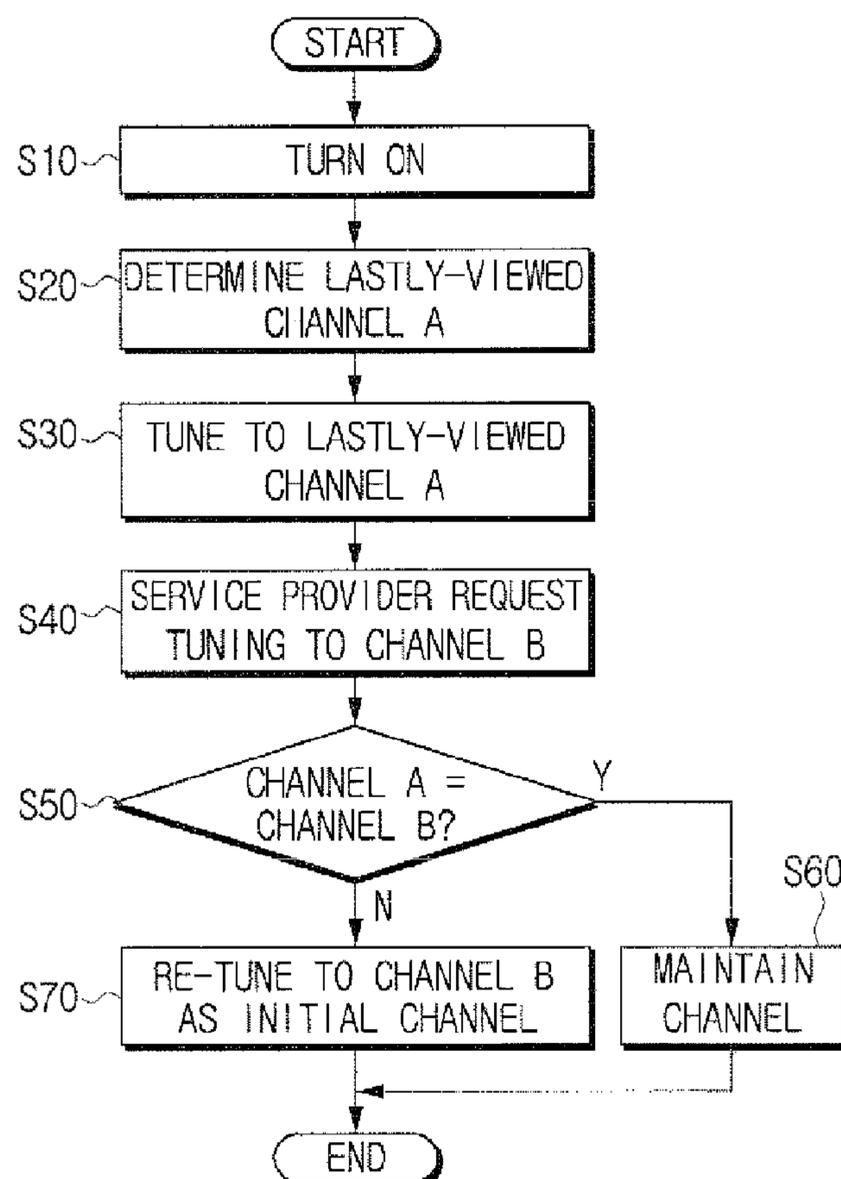 START
S10
TURN ON
S20
DETERMINE LASTLY-VIEWED
CHANNEL A
S30
TUNE TO LASTLY-VIEWED
CHANNEL A
S40
SERVICE PROVIDER REQUEST
TUNING TO CHANNEL B
S50
CHANNEL A =
CHANNEL B?
Y
N
S60
MAINTAIN
CHANNEL
S70
RE-TUNE TO CHANNEL B
AS INITIAL CHANNEL
END